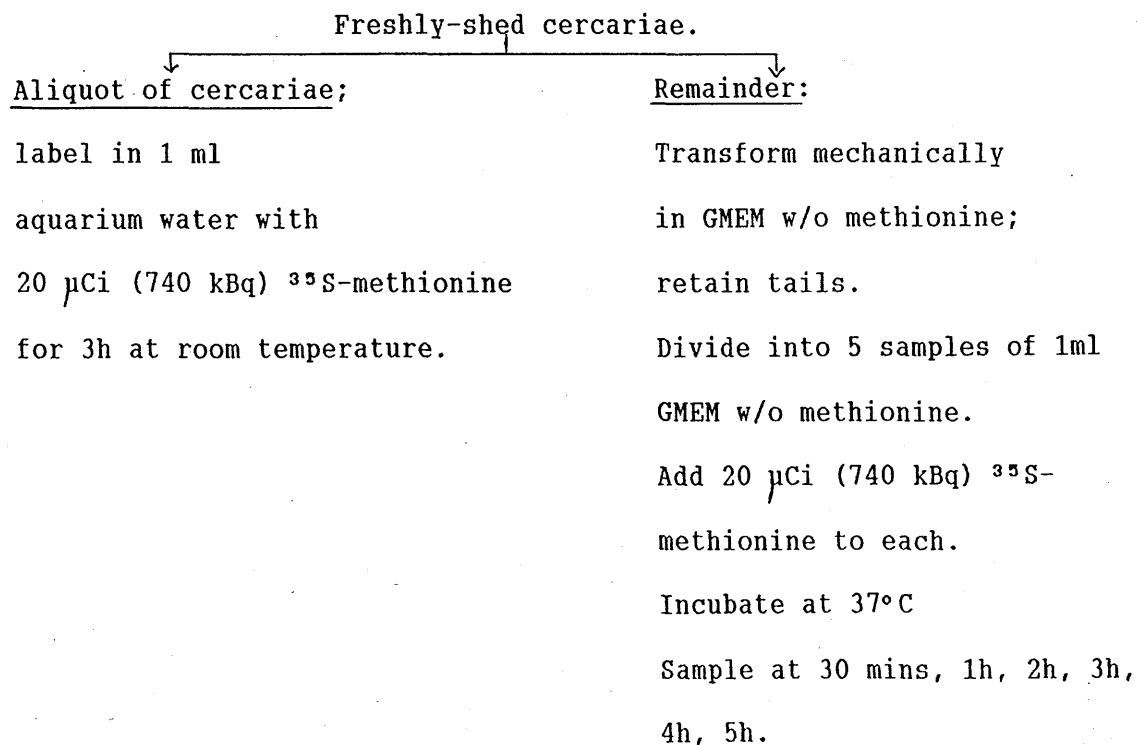 Freshly-shed cercariae.
Aliquot of cercariae;
label in 1 ml
aquarium water with
20 µCi (740 kBq) ³⁵S-methionine
for 3h at room temperature.
Remainder:
Transform mechanically
in GMEM w/o methionine;
retain tails.
Divide into 5 samples of 1ml
GMEM w/o methionine.
Add 20 µCi (740 kBq) ³⁵S-
methionine to each.
Incubate at 37°C
Sample at 30 mins, 1h, 2h, 3h,
4h, 5h.